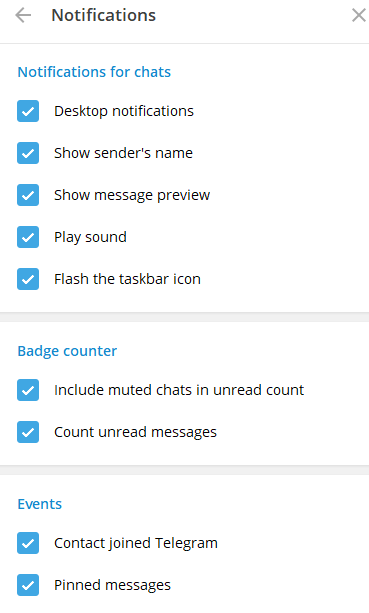 Notifications
Notifications for chats
Desktop notifications
Show sender's name
Show message preview
Play sound
Flash the taskbar icon
Badge counter
Include muted chats in unread count
Count unread messages
Events
Contact joined Telegram
Pinned messages